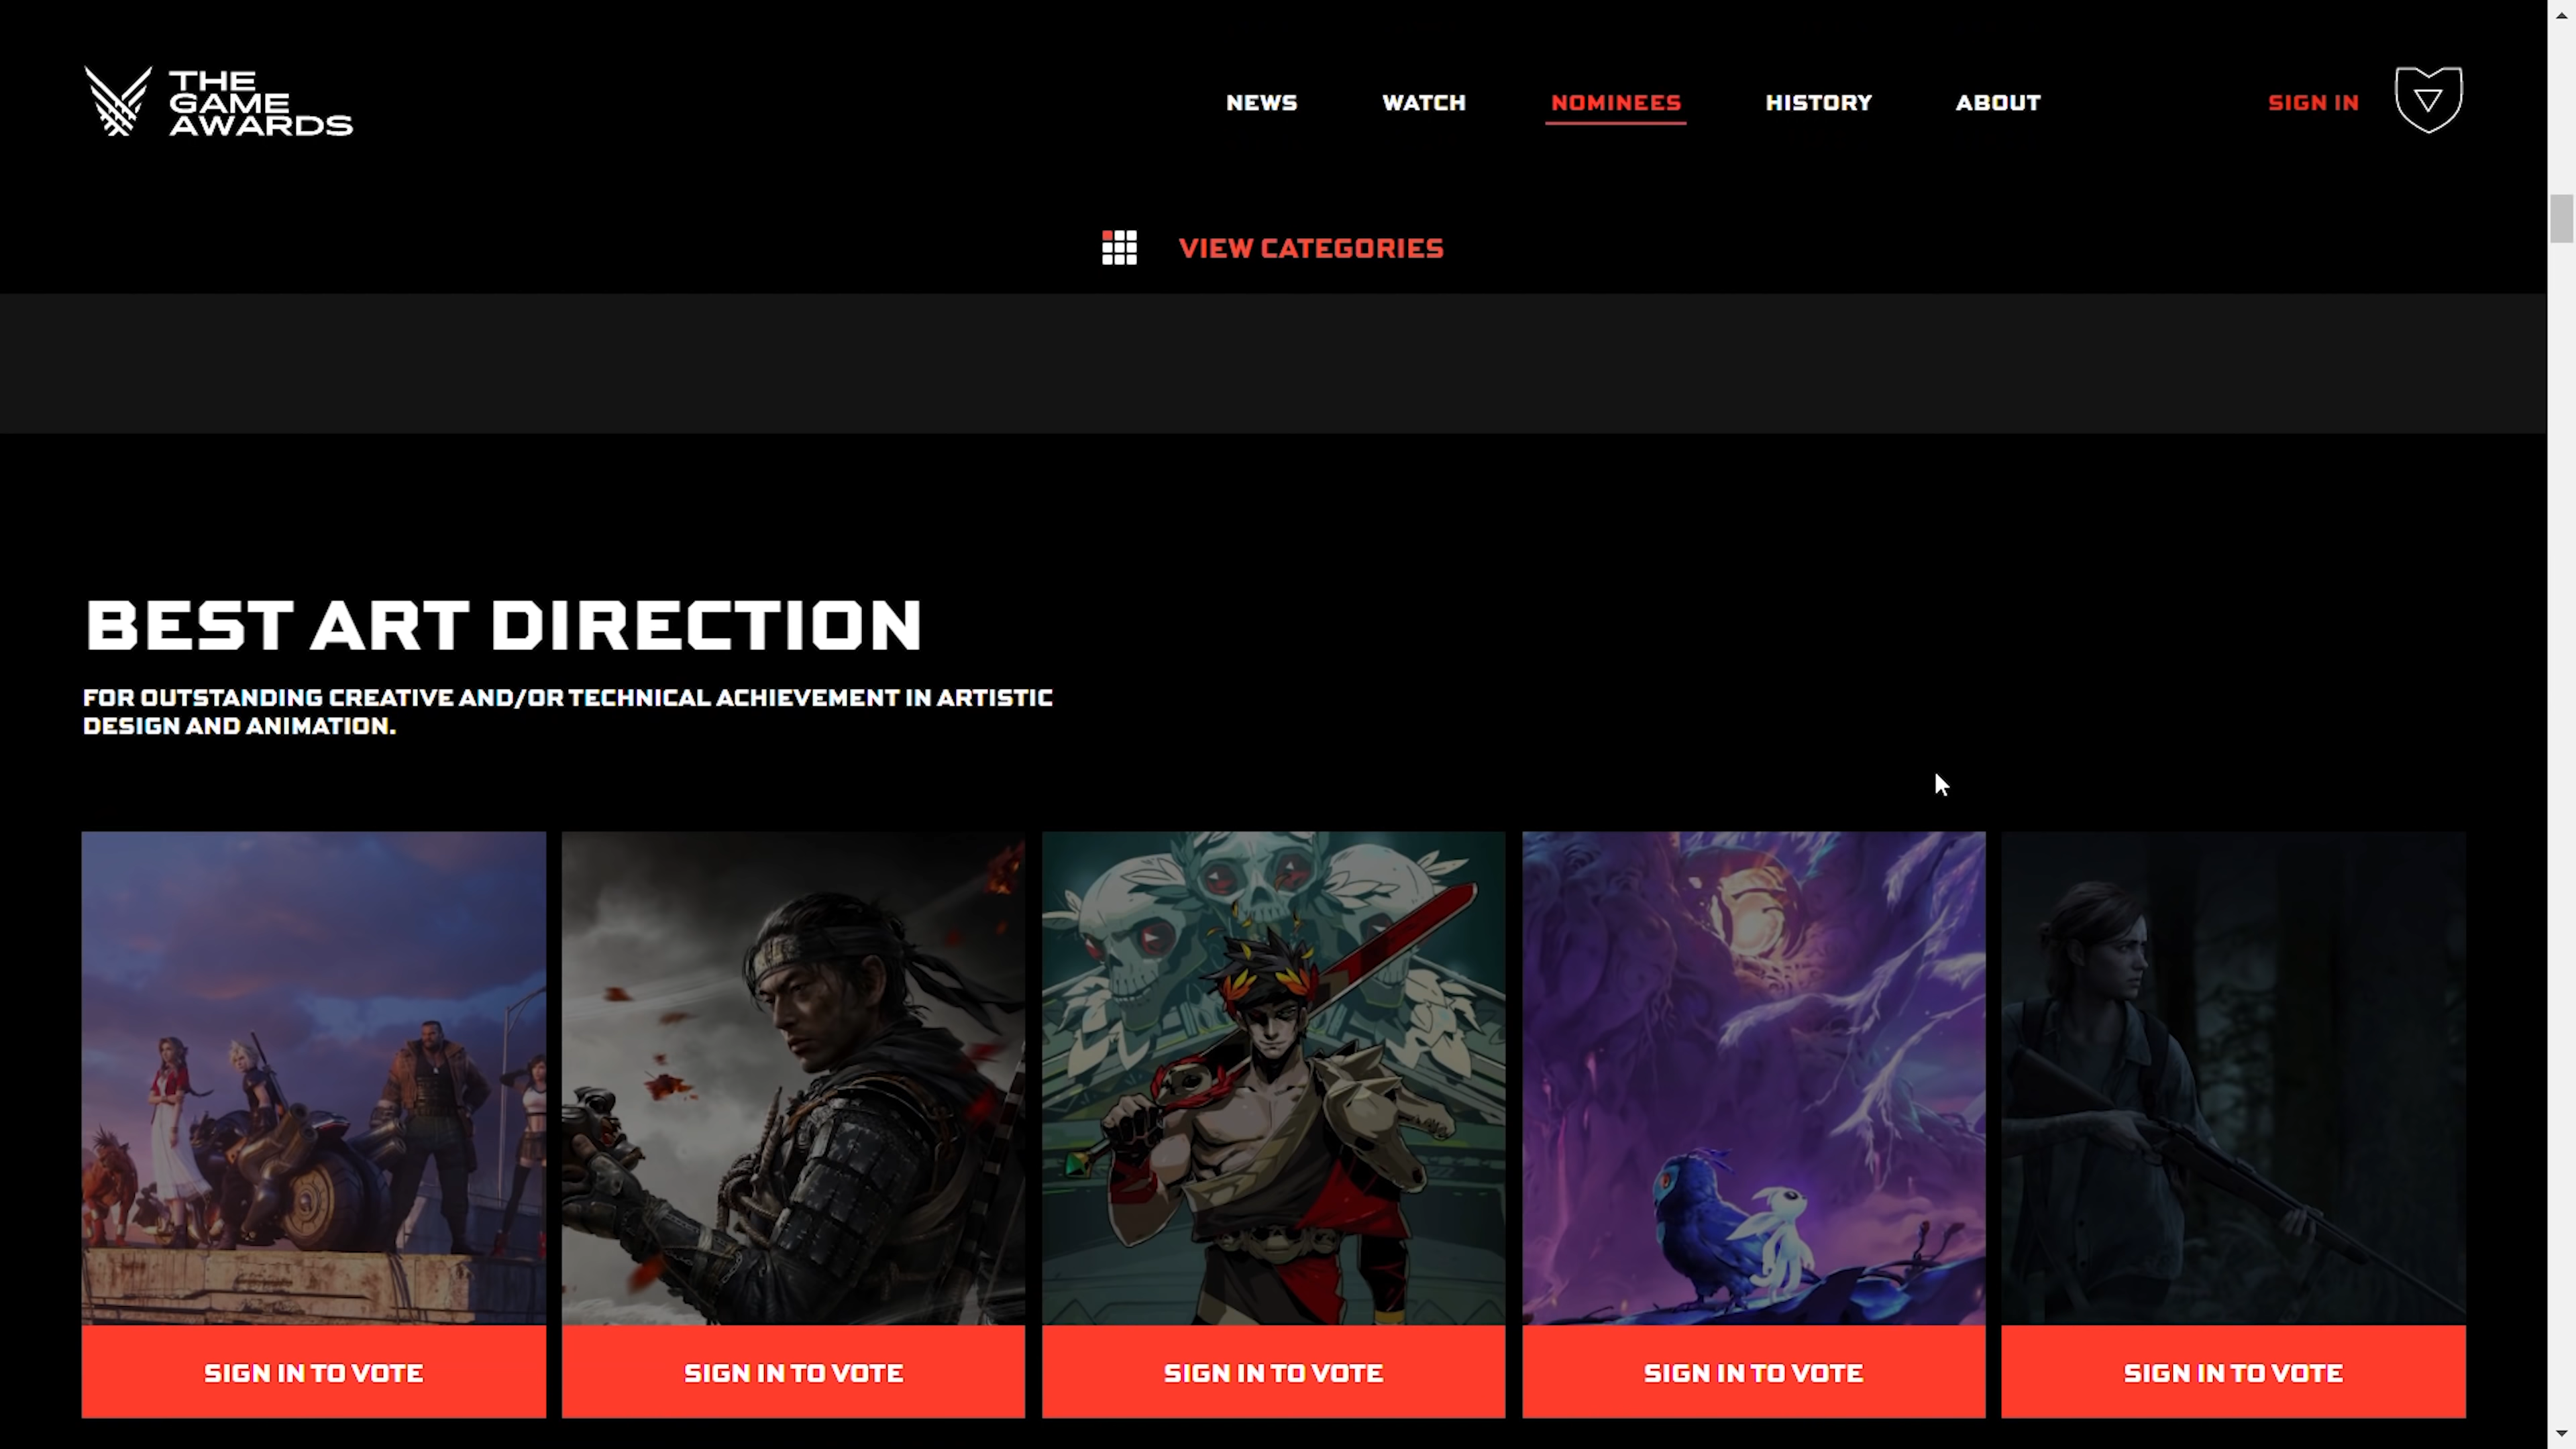 THE
GAME
AWARDS
NEWS WATCH NOMINEES HISTORY ABOUT SIGN IN
VIEW CATEGORIES
BEST ART DIRECTION
FOR OUTSTANDING CREATIVE AND/OR TECHNICAL ACHIEVEMENT IN ARTISTIC
DESIGN AND ANIMATION.
SIGN IN TO VOTE SIGN IN TO VOTE SIGN IN TO VOTE SIGN IN TO VOTE SIGN IN TO VOTE